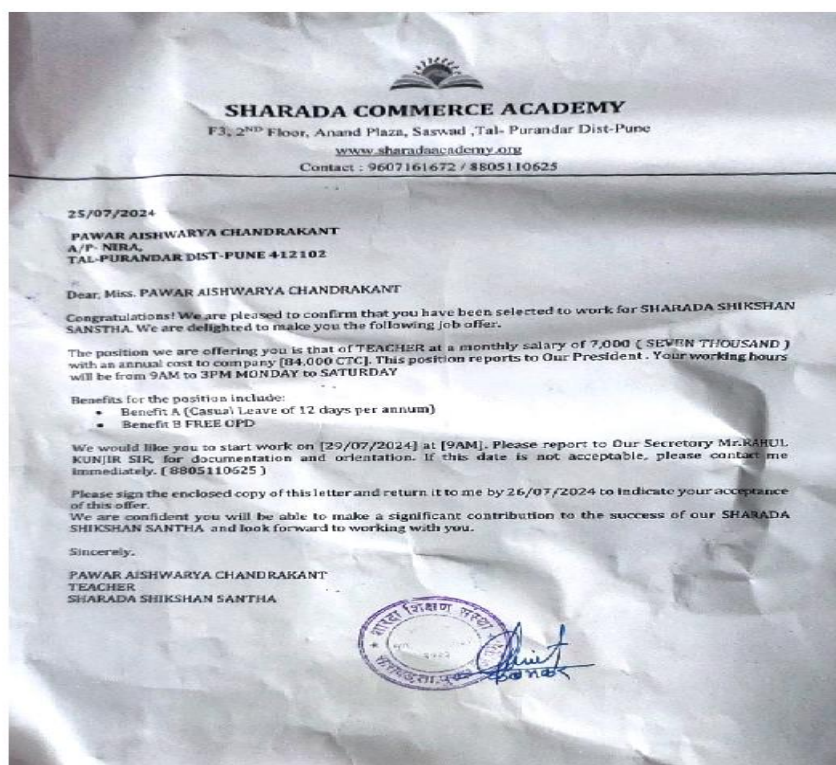 SHARADA COMMERCE ACADEMY
F3, 2ND Floor, Anand Plaza, Saswad ,Tal- Purandar Dist-Pune
www.sharadaacademy.org
Contact : 9607161672 / 8805110625
25/07/2024
PAWAR AISHWARYA CHANDRAKANT
A/P- NIRA,
TAL-PURANDAR DIST-PUNE 412102
Dear, Miss. PAWAR AISHWARYA CHANDRAKANT
Congratulations! We are pleased to confirm that you have been selected to work for SHARADA SHIKSHAN
SANSTHA. We are delighted to make you the following job offer.
The position we are offering you is that of TEACHER at a monthly salary of 7,000 ( SEVEN THOUSAND )
with an annual cost to company [84,000 CTC]. This position reports to Our President . Your working hours
will be from 9AM to 3PM MONDAY to SATURDAY
Benefits for the position include:
• Benefit A (Casual Leave of 12 days per annum)
• Benefit B FREE OPD
We would like you to start work on [29/07/2024] at [9AM]. Please report to Our Secretary Mr.RAHUL
KUNJIR SIR, for documentation and orientation. If this date is not acceptable, please contact me
immediately. ( 8805110625 )
Please sign the enclosed copy of this letter and return it to me by 26/07/2024 to indicate your acceptance
of this offer.
We are confident you will be able to make a significant contribution to the success of our SHARADA
SHIKSHAN SANTHA and look forward to working with you.
Sincerely.
PAWAR AISHWARYA CHANDRAKANT
TEACHER
SHARADA SHIKSHAN SANTHA
शारदा शिक्षण संस्था